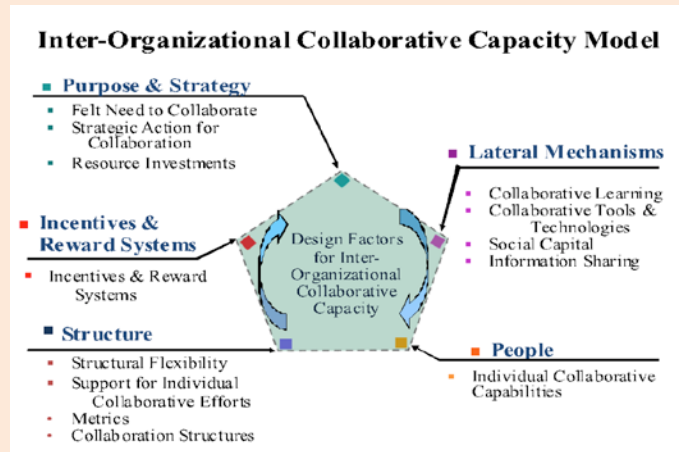 Inter-Organizational Collaborative Capacity Model
Purpose & Strategy
Felt Need to Collaborate
Strategic Action for
Collaboration
Resource Investments
Lateral Mechanisms
Collaborative Learning
Collaborative Tools &
Technologies
Social Capital
Information Sharing
Incentives &
Reward Systems
Incentives & Reward
Systems
Design Factors
for Inter-
Organizational
Collaborative
Capacity
Structure
Structural Flexibility
Support for Individual
Collaborative Efforts
Metrics
Collaboration Structures
People
Individual Collaborative
Capabilities